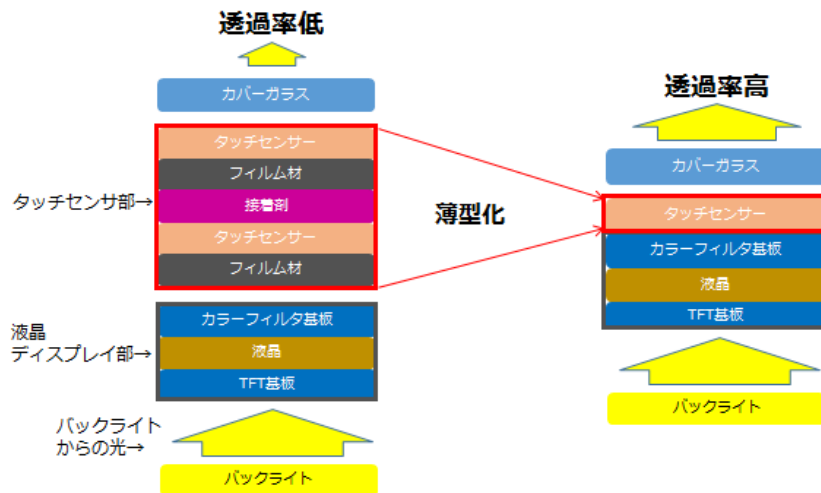 透過率低
カバーガラス
タッチセンサー
フィルム材
接着剤
タッチセンサー
フィルム材
タッチセンサ部→
カラーフィルタ基板
液晶
TFT基板
液晶
ディスプレイ部→
バックライト
からの光→
バックライト
薄型化
透過率高
カバーガラス
タッチセンサー
カラーフィルタ基板
液晶
TFT基板
バックライト